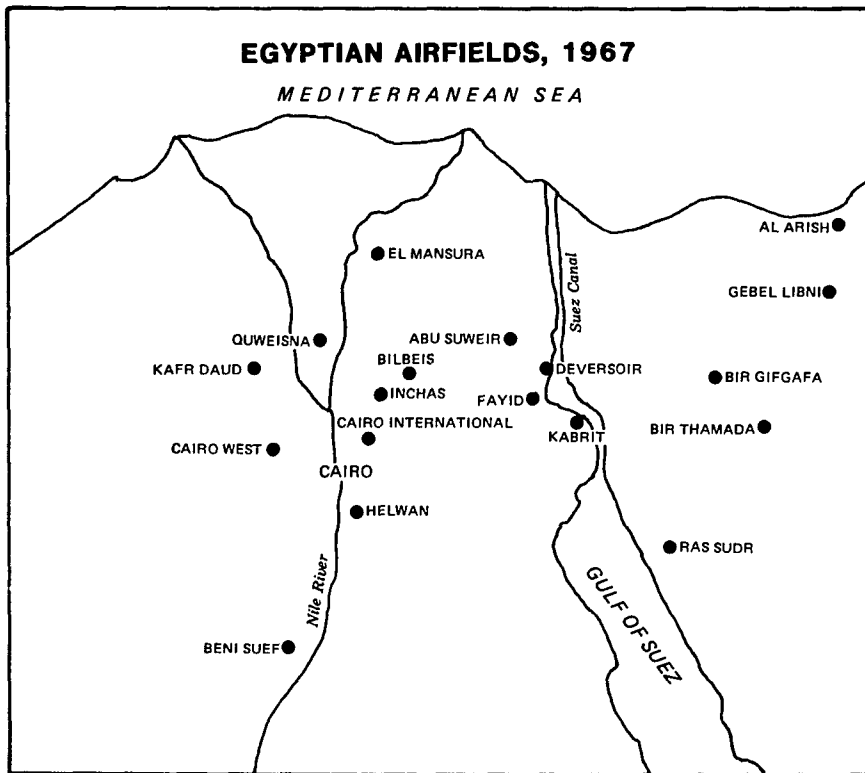 EGYPTIAN AIRFIELDS, 1967
MEDITERRANEAN SEA
AL ARISH
EL MANSURA
Suez Canal
GEBEL LIBNI
QUWEISNA
ABU SUWEIR
BILBEIS
KAFR DAUD
DEVERSOIR
BIR GIFGAFA
INCHAS
FAYID
CAIRO INTERNATIONAL
KABRIT
BIR THAMADA
CAIRO WEST
CAIRO
HELWAN
RAS SUDR
Nile River
GULF OF SUEZ
BENI SUEF